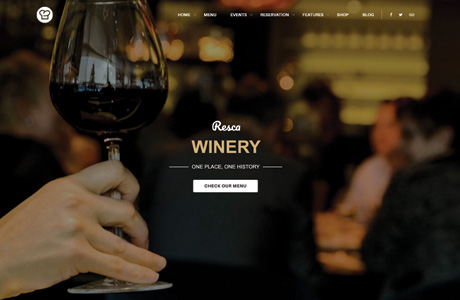 HOME MENU EVENTS RESERVATION FEATURES SHOP BLOG
Resca
WINERY
ONE PLACE, ONE HISTORY
CHECK OUR MENU